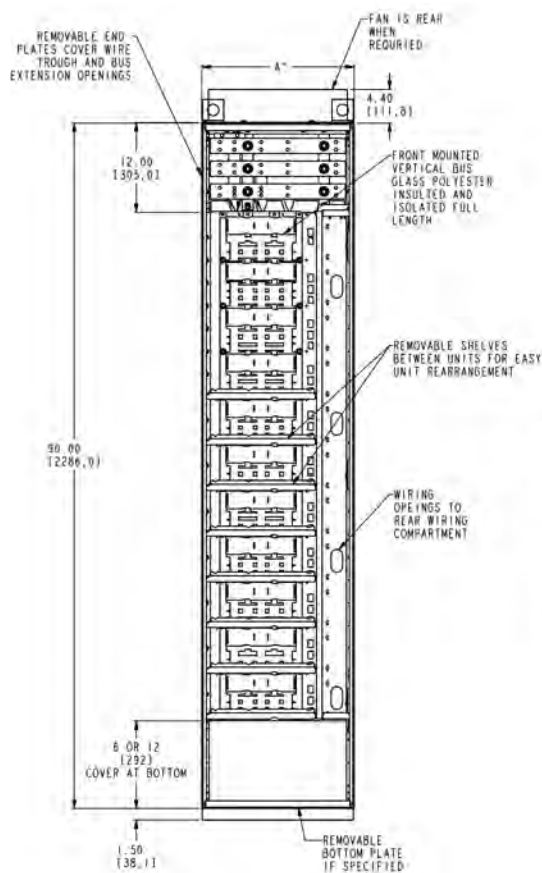 REMOVABLE END
PLATES COVER WIRE
TROUGH AND BUS
EXTENSION OPENINGS
FAN IS REAR
WHEN
REQURIED
A"
4.40
[111,8]
12.00
[305,0]
FRONT MOUNTED
VERTICAL BUS
GLASS POLYESTER
INSULTED AND
ISOLATED FULL
LENGTH
REMOVABLE SHELVES
BETWEEN UNITS FOR EASY
UNIT REARRANGEMENT
90.00
[2286,0]
WIRING
OPEINGS TO
REAR WIRING
COMPARTMENT
6 OR 12
[292]
COVER AT BOTTOM
1.50
[38,1]
REMOVABLE
BOTTOM PLATE
IF SPECIFIED